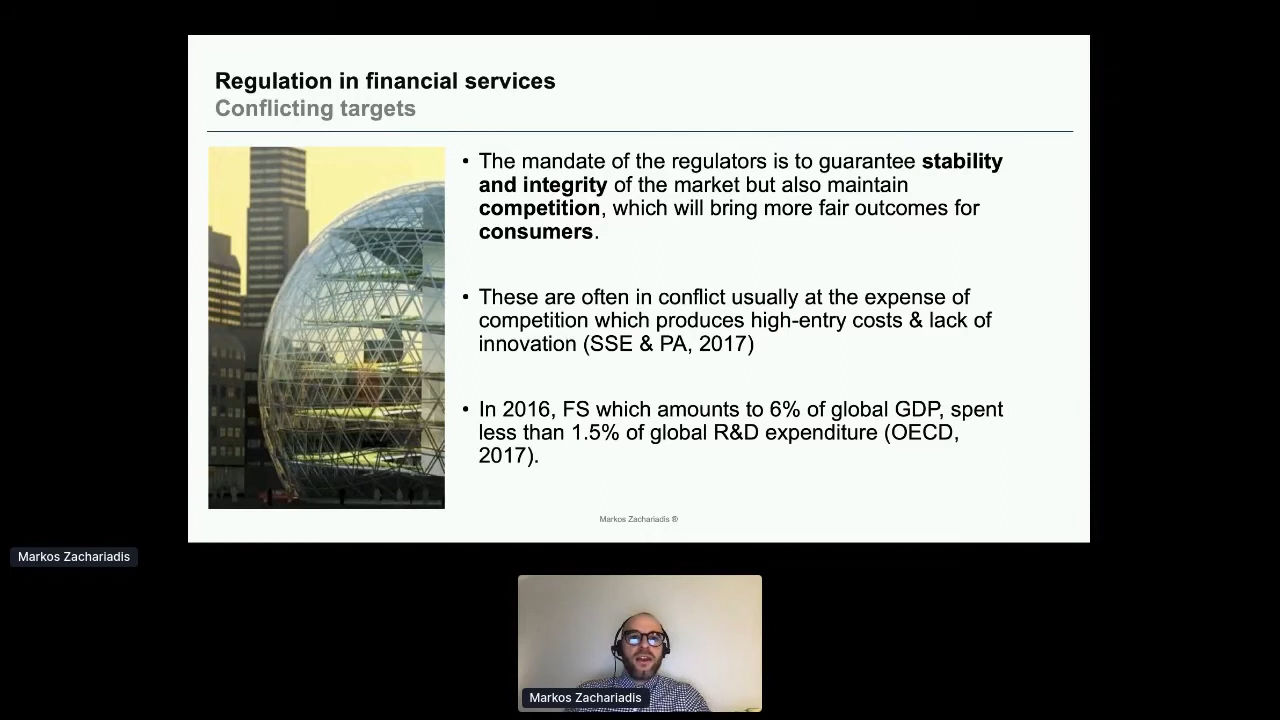 Regulation in financial services
Conflicting targets
• The mandate of the regulators is to guarantee stability
and integrity of the market but also maintain
competition, which will bring more fair outcomes for
consumers.
• These are often in conflict usually at the expense of
competition which produces high-entry costs & lack of
innovation (SSE & PA, 2017)
• In 2016, FS which amounts to 6% of global GDP, spent
less than 1.5% of global R&D expenditure (OECD,
2017).
Markos Zachariadis ®
Markos Zachariadis
Markos Zachariadis